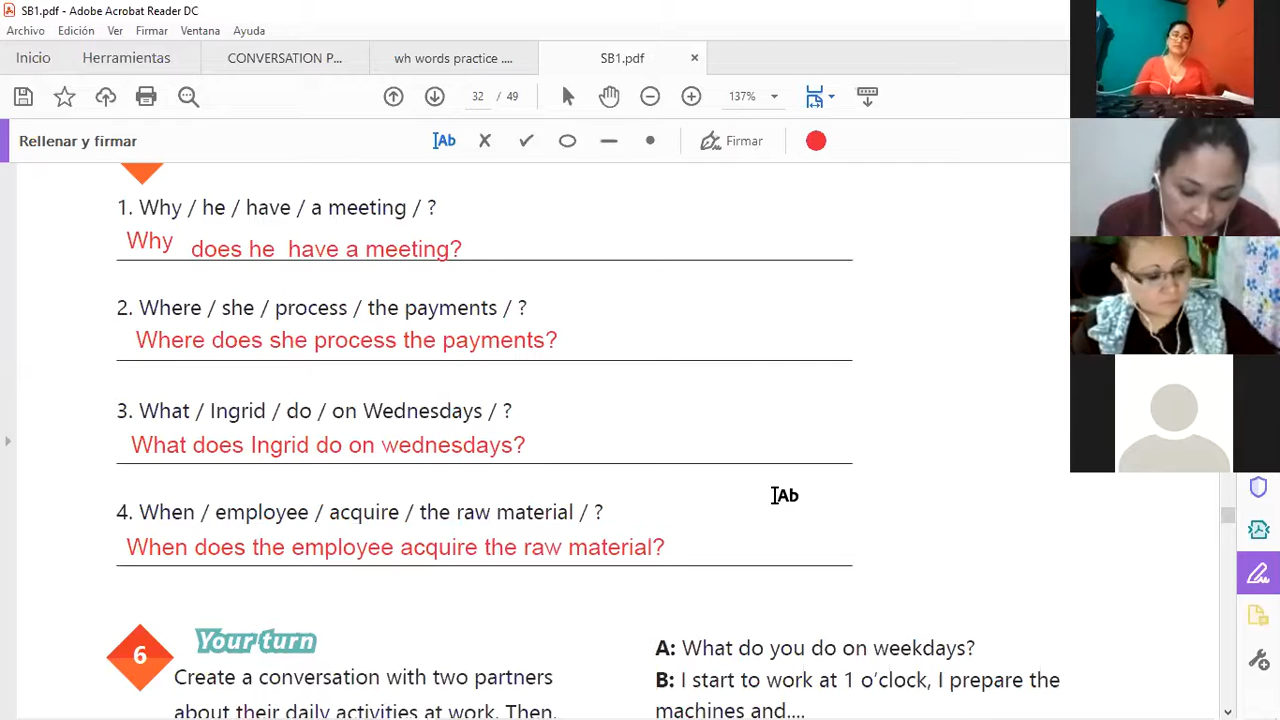 SB1.pdf - Adobe Acrobat Reader DC
Archivo Edición Ver Firmar Ventana Ayuda
Inicio Herramientas CONVERSATION P... wh words practice .... SB1.pdf ×
32 / 49 137%
Rellenar y firmar Ab Firmar
1. Why / he / have / a meeting / ?
Why does he have a meeting?
2. Where / she / process / the payments / ?
Where does she process the payments?
3. What / Ingrid / do / on Wednesdays / ?
What does Ingrid do on wednesdays?
Ab
4. When / employee / acquire / the raw material / ?
When does the employee acquire the raw material?
6 Your turn
Create a conversation with two partners
about their daily activities at work. Then,
A: What do you do on weekdays?
B: I start to work at 1 o'clock, I prepare the
machines and....